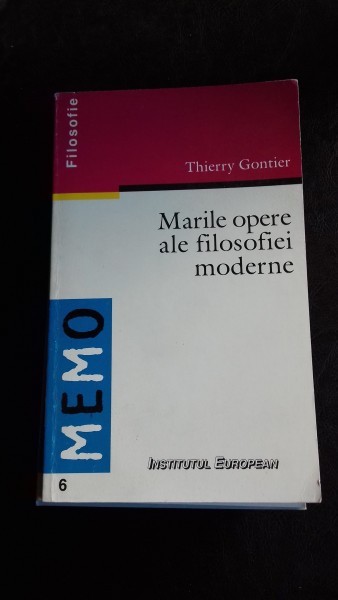 Filosofie
Thierry Gontier
Marile opere
ale filosofiei
moderne
MEMO
INSTITUTUL EUROPEAN
6